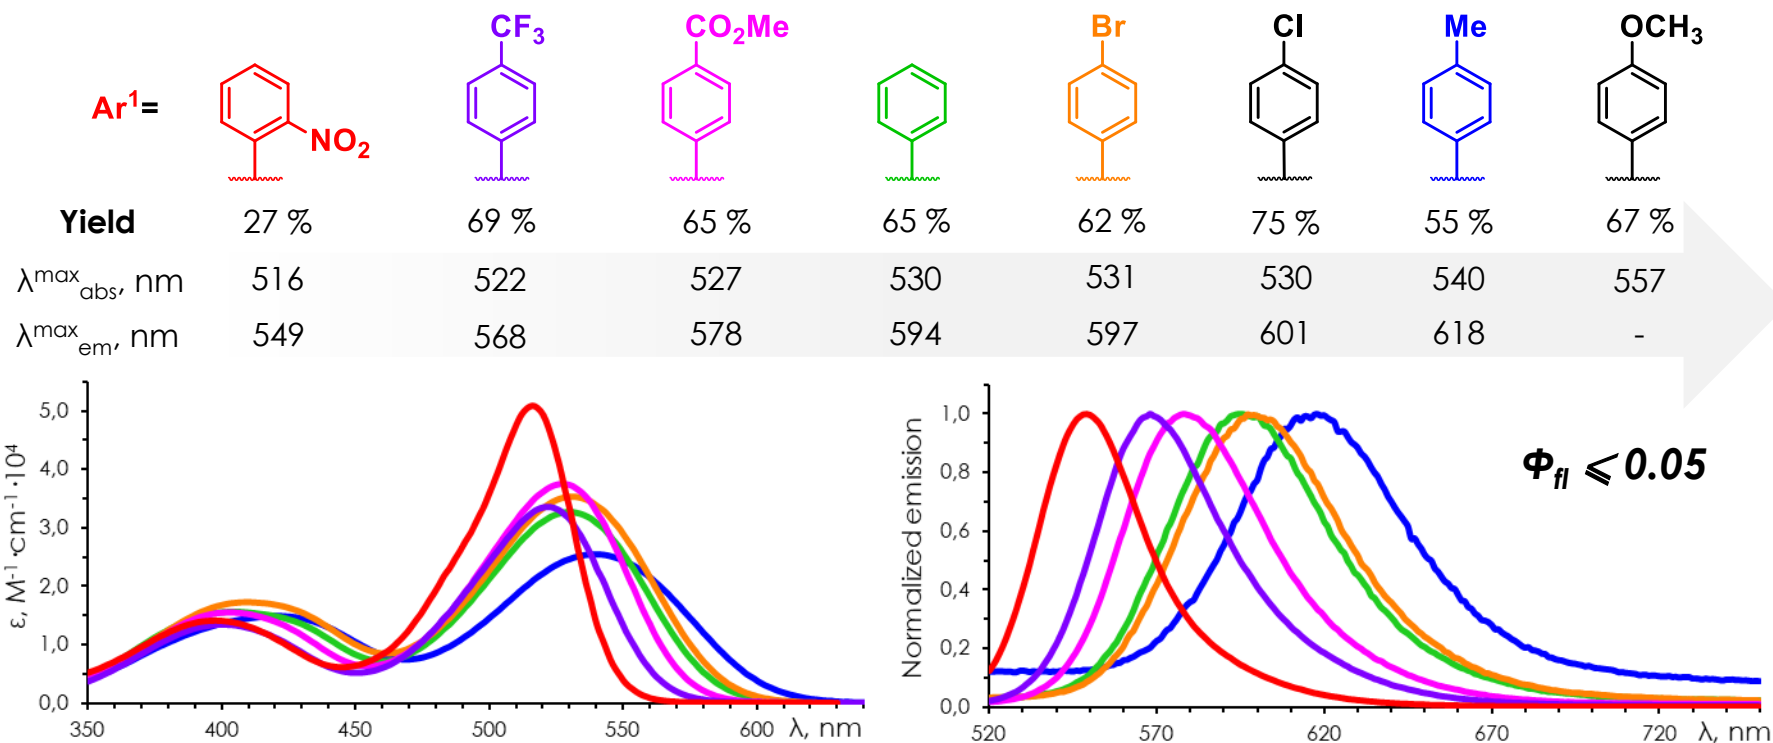 CF₃ CO₂Me Br Cl Me OCH₃
Ar¹=
NO₂
Yield 27 % 69 % 65 % 65 % 62 % 75 % 55 % 67 %
λᵐᵃˣabs, nm 516 522 527 530 531 530 540 557
λᵐᵃˣem, nm 549 568 578 594 597 601 618 -
ε, M⁻¹·cm⁻¹·10⁴
5,0
4,0
3,0
2,0
1,0
0,0
350 400 450 500 550 600 λ, nm
Normalized emission
1,0
0,8
0,6
0,4
0,2
0,0
520 570 620 670 720 λ, nm
Φfl ⩽ 0.05